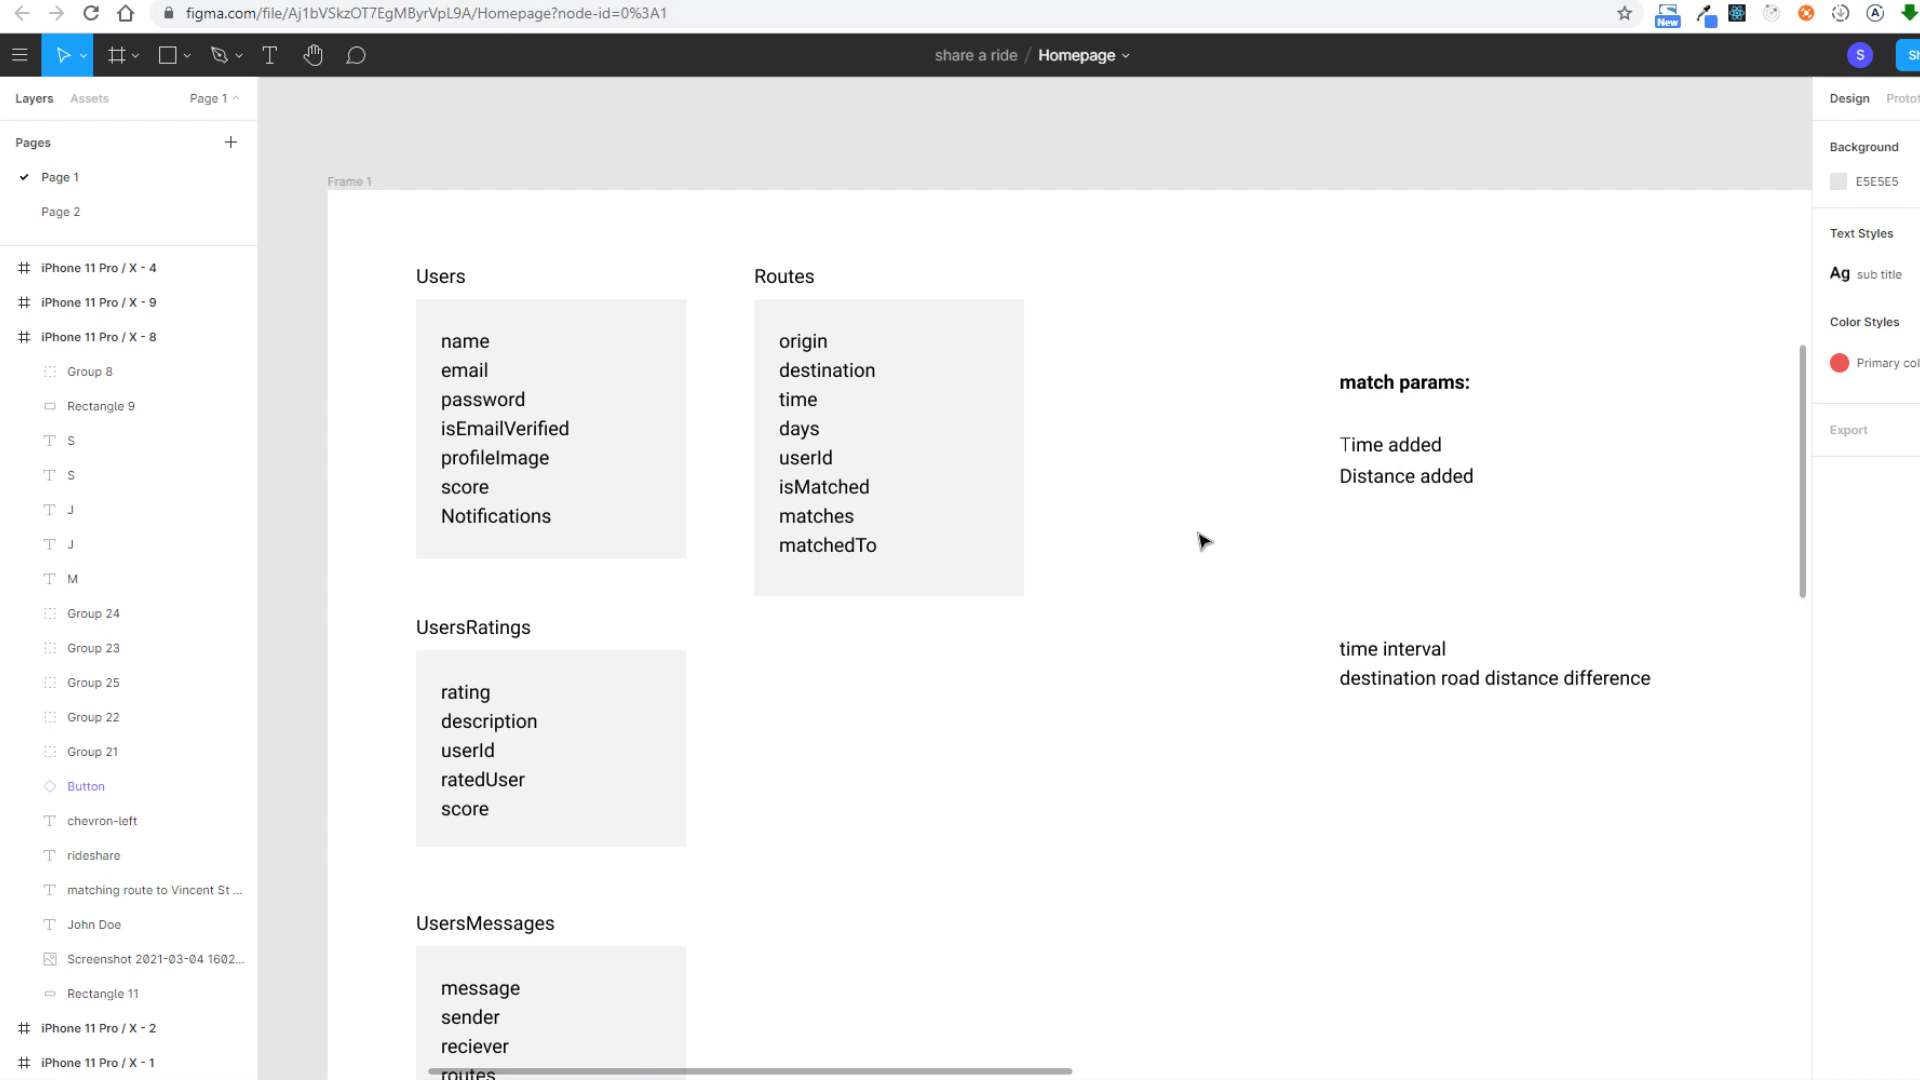 figma.com/file/Aj1bVSkzOT7EgMByrVpL9A/Homepage?node-id=0%3A1
New
share a ride / Homepage
S
Sh
Layers
Assets
Page 1
Pages
Page 1
Page 2
iPhone 11 Pro / X - 4
iPhone 11 Pro / X - 9
iPhone 11 Pro / X - 8
Group 8
Rectangle 9
S
S
J
J
M
Group 24
Group 23
Group 25
Group 22
Group 21
Button
chevron-left
rideshare
matching route to Vincent St ...
John Doe
Screenshot 2021-03-04 1602...
Rectangle 11
iPhone 11 Pro / X - 2
iPhone 11 Pro / X - 1
Frame 1
Users
name
email
password
isEmailVerified
profileImage
score
Notifications
Routes
origin
destination
time
days
userId
isMatched
matches
matchedTo
UsersRatings
rating
description
userId
ratedUser
score
UsersMessages
message
sender
reciever
routes
match params:
Time added
Distance added
time interval
destination road distance difference
Design
Protot
Background
E5E5E5
Text Styles
Ag sub title
Color Styles
Primary col
Export